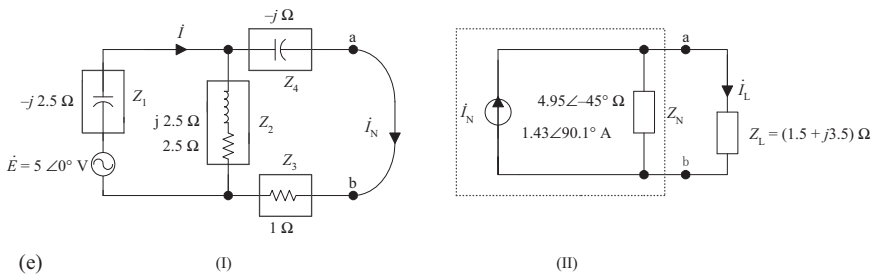 −j Ω
İ
a
Z4
−j 2.5 Ω
Z1
j 2.5 Ω
2.5 Ω
Z2
İN
Ė = 5 ∠0° V
Z3
b
1 Ω
(e)
(I)
a
İN
4.95∠−45° Ω
1.43∠90.1° A
ZN
İL
ZL = (1.5 + j3.5) Ω
b
(II)